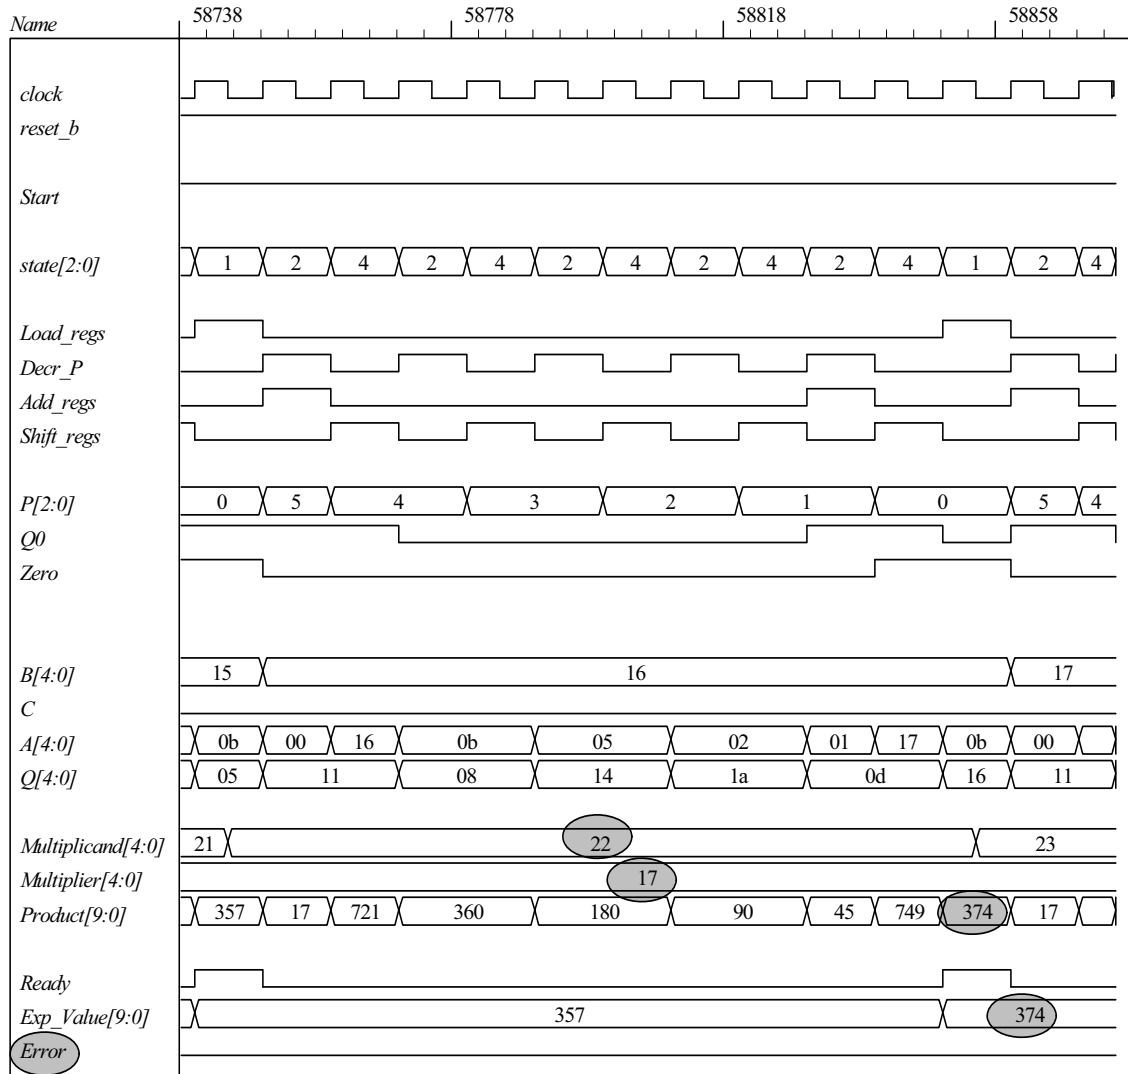 Name 58738 58778 58818 58858
clock
reset_b
Start
state[2:0] 1 2 4 2 4 2 4 2 4 2 4 1 2 4
Load_regs
Decr_P
Add_regs
Shift_regs
P[2:0] 0 5 4 3 2 1 0 5 4
Q0
Zero
B[4:0] 15 16 17
C
A[4:0] 0b 00 16 0b 05 02 01 17 0b 00
Q[4:0] 05 11 08 14 1a 0d 16 11
Multiplicand[4:0] 21 22 23
Multiplier[4:0] 17
Product[9:0] 357 17 721 360 180 90 45 749 374 17
Ready
Exp_Value[9:0] 357 374
Error